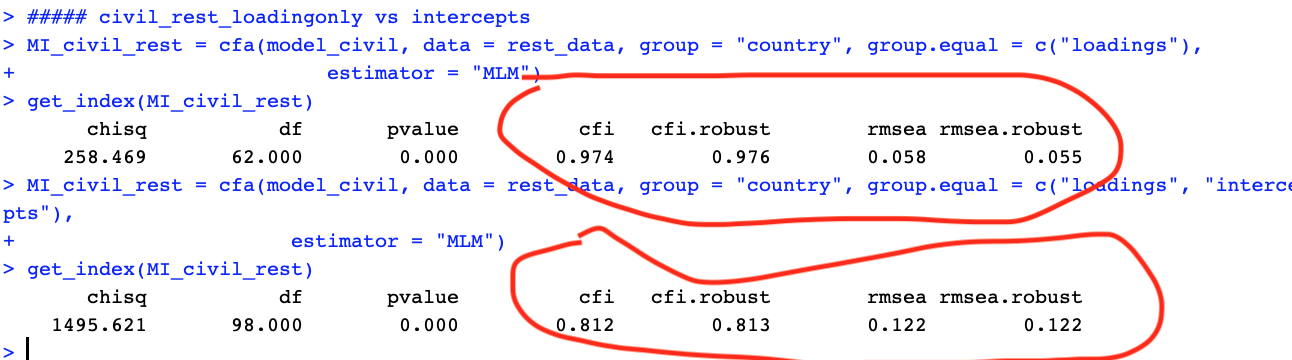 > ##### civil_rest_loadingonly vs intercepts
> MI_civil_rest = cfa(model_civil, data = rest_data, group = "country", group.equal = c("loadings"),
+ estimator = "MLM")
> get_index(MI_civil_rest)
chisq df pvalue cfi cfi.robust rmsea rmsea.robust
258.469 62.000 0.000 0.974 0.976 0.058 0.055
> MI_civil_rest = cfa(model_civil, data = rest_data, group = "country", group.equal = c("loadings", "interce
pts"),
+ estimator = "MLM")
> get_index(MI_civil_rest)
chisq df pvalue cfi cfi.robust rmsea rmsea.robust
1495.621 98.000 0.000 0.812 0.813 0.122 0.122
>